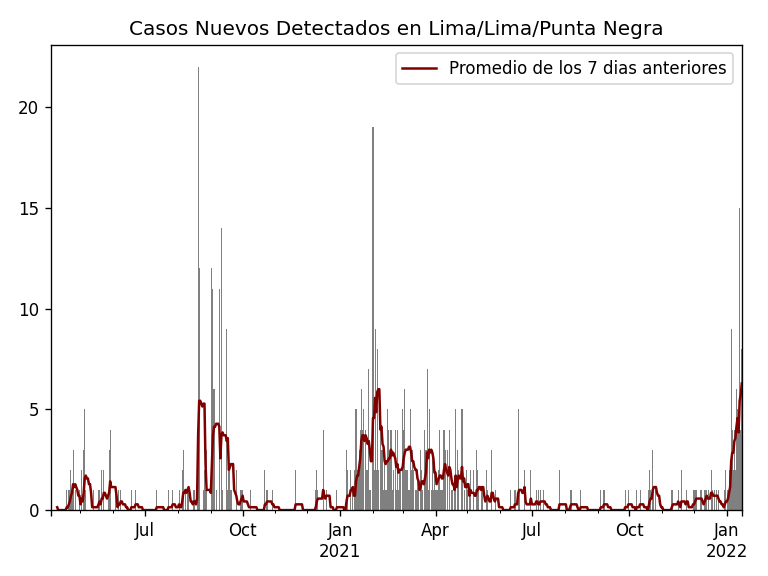 Casos Nuevos Detectados en Lima/Lima/Punta Negra
Promedio de los 7 dias anteriores
20
15
10
5
0
Jul
Oct
Jan
2021
Apr
Jul
Oct
Jan
2022